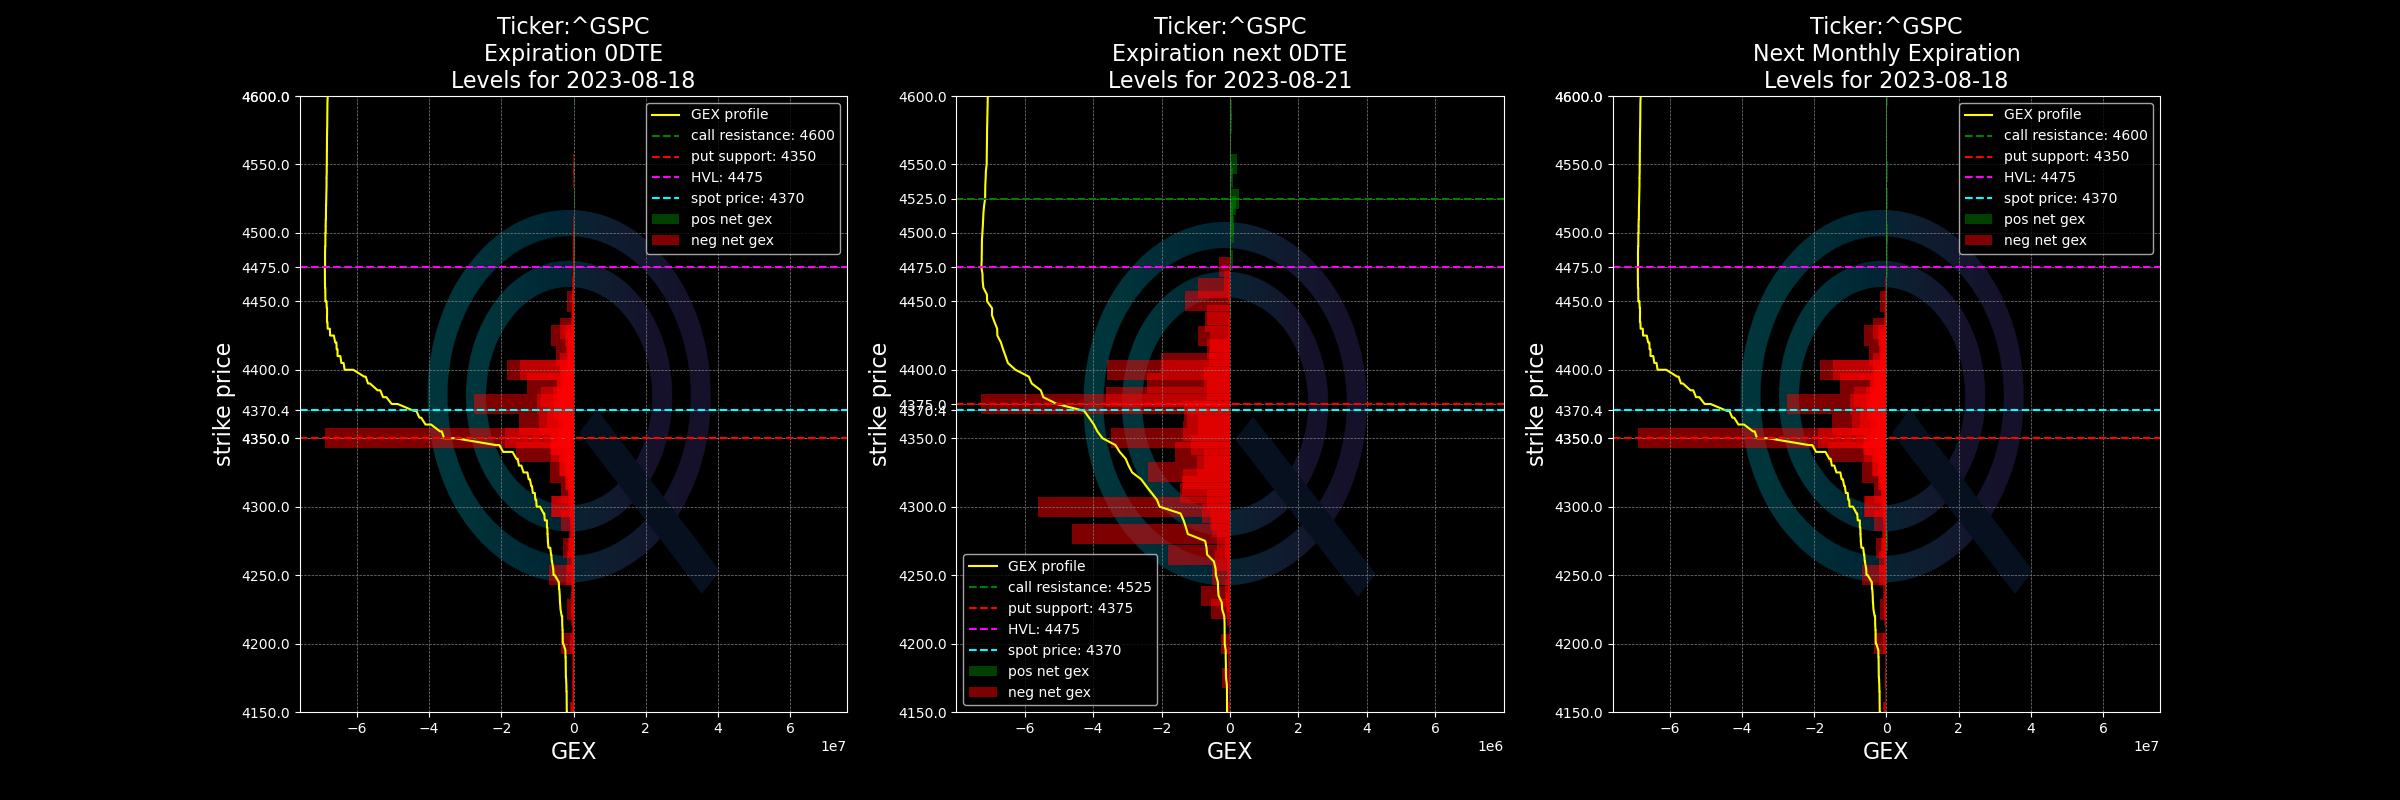 Ticker:^GSPC
Expiration 0DTE
Levels for 2023-08-18
4600.0
4550.0
4500.0
4475.0
4450.0
4400.0
4370.4
4350.0
4300.0
4250.0
4200.0
4150.0
strike price
GEX profile
call resistance: 4600
put support: 4350
HVL: 4475
spot price: 4370
pos net gex
neg net gex
−6 −4 −2 0 2 4 6
1e7
GEX
Ticker:^GSPC
Expiration next 0DTE
Levels for 2023-08-21
4600.0
4550.0
4525.0
4500.0
4475.0
4450.0
4400.0
4375.0
4370.4
4350.0
4300.0
4250.0
4200.0
4150.0
strike price
GEX profile
call resistance: 4525
put support: 4375
HVL: 4475
spot price: 4370
pos net gex
neg net gex
−6 −4 −2 0 2 4 6
1e6
GEX
Ticker:^GSPC
Next Monthly Expiration
Levels for 2023-08-18
4600.0
4550.0
4500.0
4475.0
4450.0
4400.0
4370.4
4350.0
4300.0
4250.0
4200.0
4150.0
strike price
GEX profile
call resistance: 4600
put support: 4350
HVL: 4475
spot price: 4370
pos net gex
neg net gex
−6 −4 −2 0 2 4 6
1e7
GEX